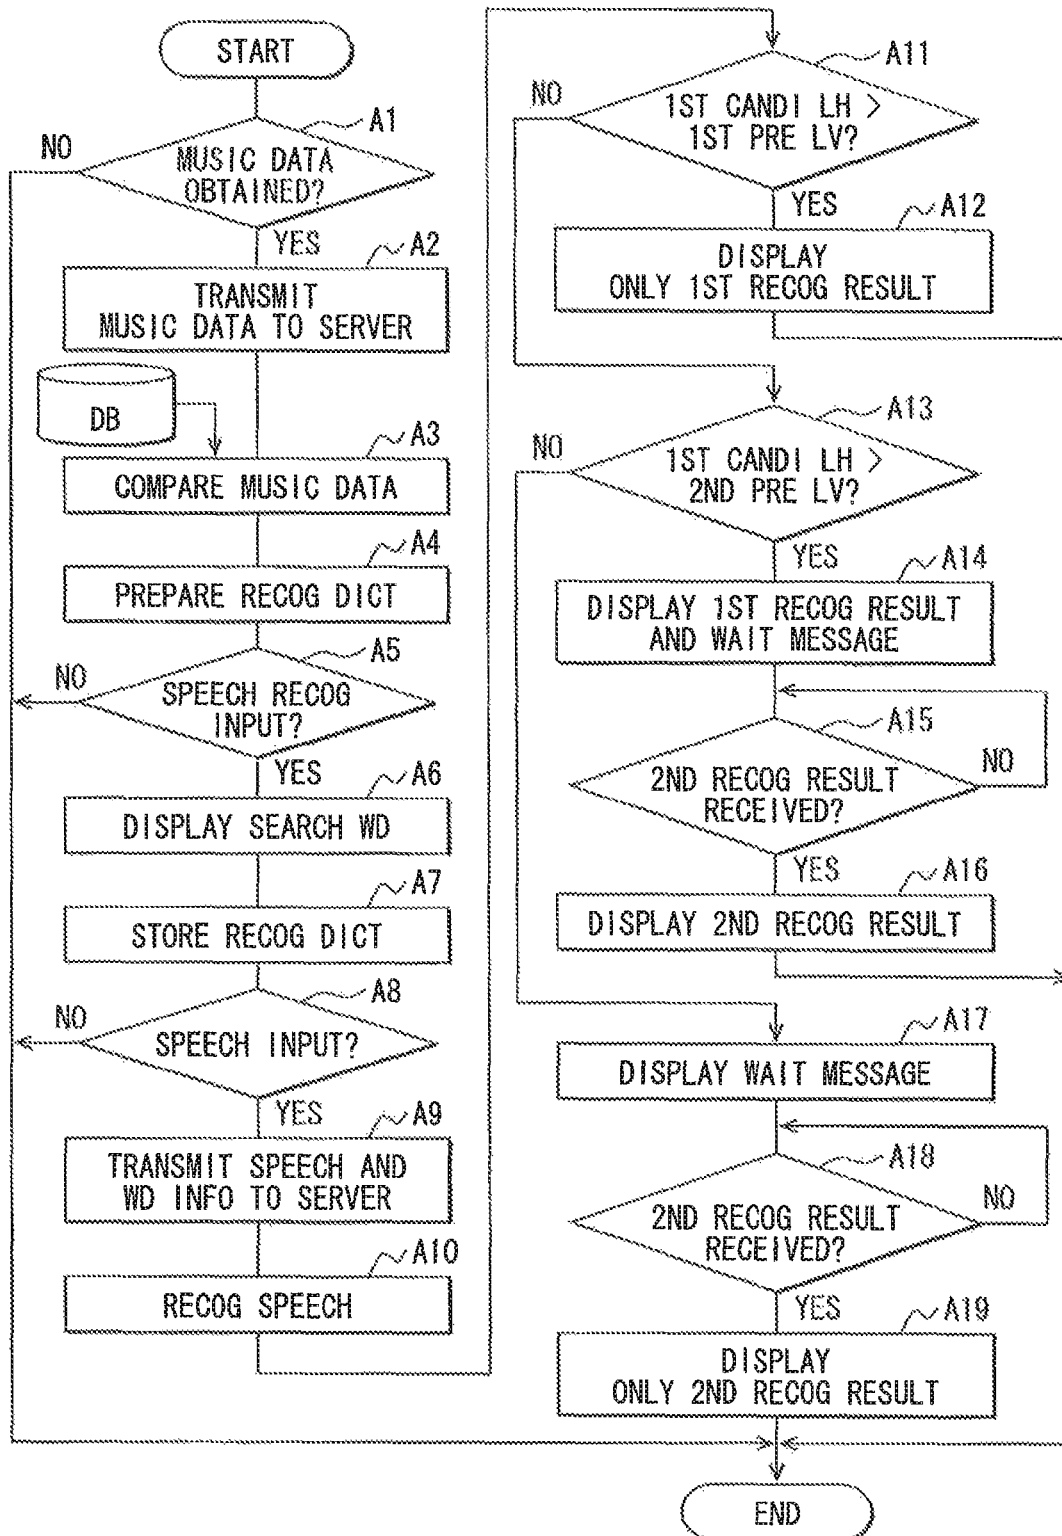 START
A1
NO
MUSIC DATA
OBTAINED?
YES
A2
TRANSMIT
MUSIC DATA TO SERVER
DB
A3
COMPARE MUSIC DATA
A4
PREPARE RECOG DICT
A5
NO
SPEECH RECOG
INPUT?
YES
A6
DISPLAY SEARCH WD
A7
STORE RECOG DICT
A8
NO
SPEECH INPUT?
YES
A9
TRANSMIT SPEECH AND
WD INFO TO SERVER
A10
RECOG SPEECH
A11
NO
1ST CANDI LH >
1ST PRE LV?
YES
A12
DISPLAY
ONLY 1ST RECOG RESULT
A13
NO
1ST CANDI LH >
2ND PRE LV?
YES
A14
DISPLAY 1ST RECOG RESULT
AND WAIT MESSAGE
A15
NO
2ND RECOG RESULT
RECEIVED?
YES
A16
DISPLAY 2ND RECOG RESULT
A17
DISPLAY WAIT MESSAGE
A18
NO
2ND RECOG RESULT
RECEIVED?
YES
A19
DISPLAY
ONLY 2ND RECOG RESULT
END